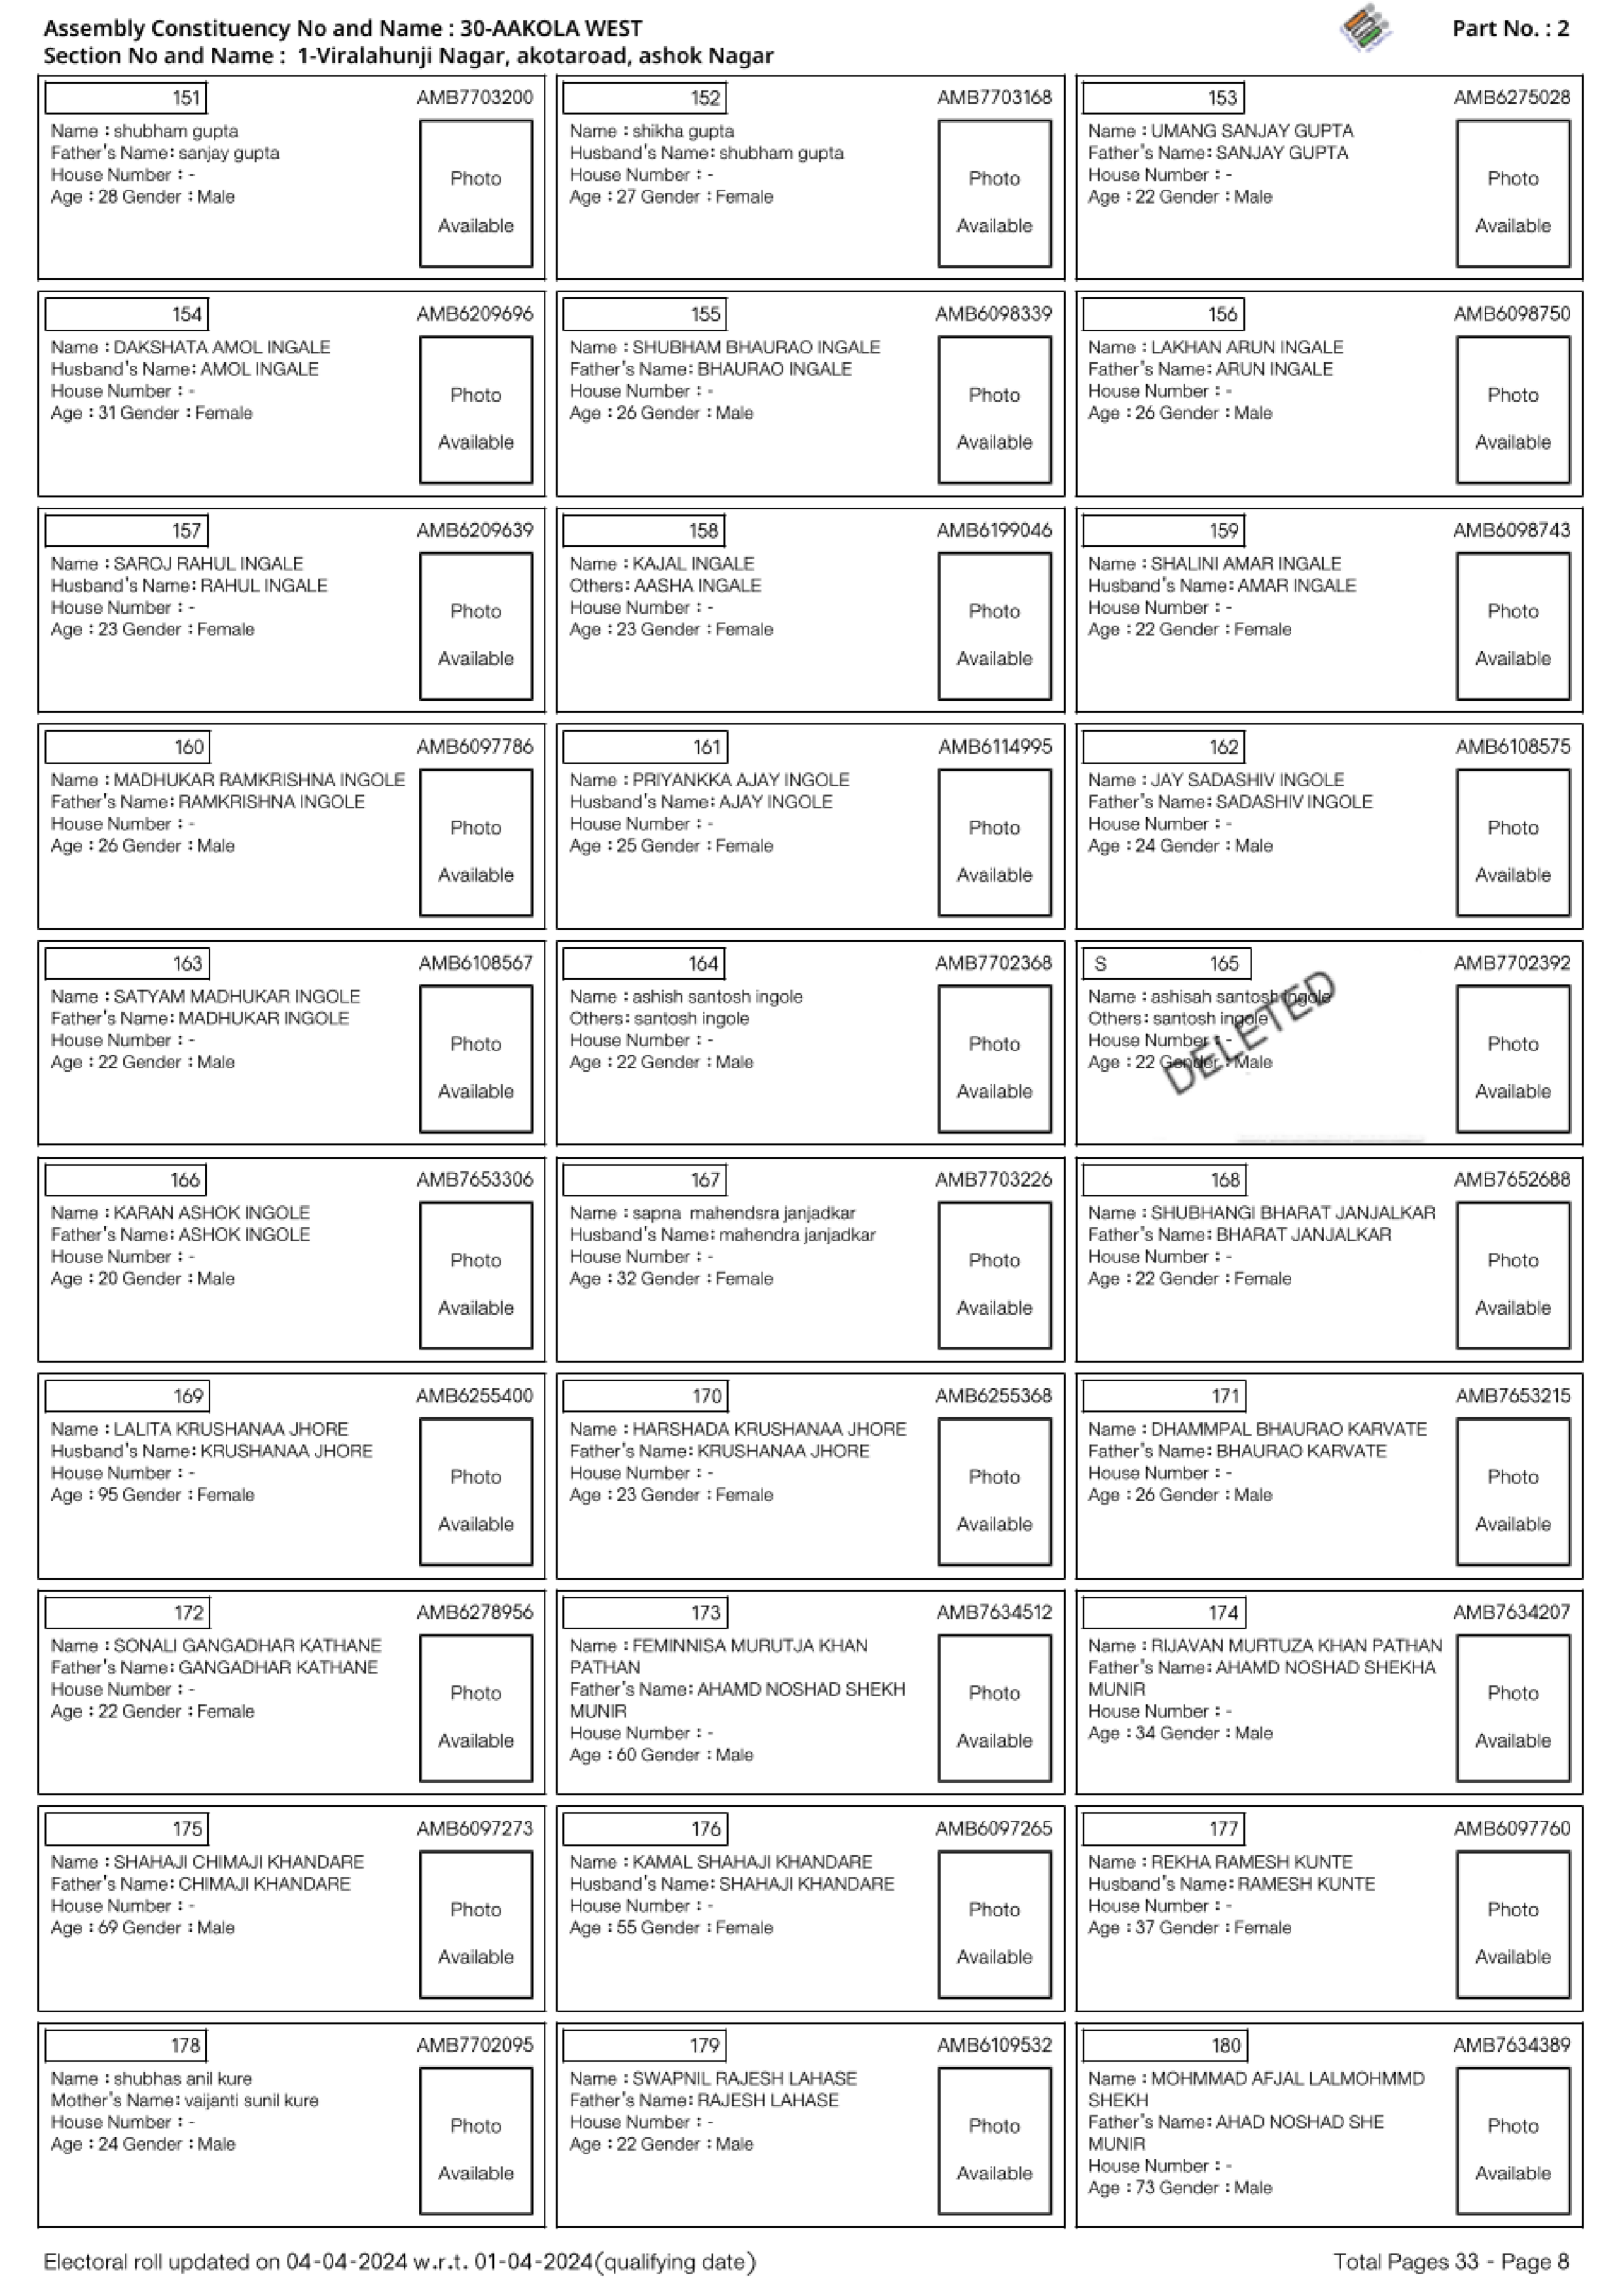 Assembly Constituency No and Name : 30-AAKOLA WEST
Part No. : 2
Section No and Name : 1-Viralahunji Nagar, akotaroad, ashok Nagar
151 AMB7703200
Name : shubham gupta
Father's Name: sanjay gupta
House Number : -
Age : 28 Gender : Male
Photo
Available
152 AMB7703168
Name : shikha gupta
Husband's Name: shubham gupta
House Number : -
Age : 27 Gender : Female
Photo
Available
153 AMB6275028
Name : UMANG SANJAY GUPTA
Father's Name: SANJAY GUPTA
House Number : -
Age : 22 Gender : Male
Photo
Available
154 AMB6209696
Name : DAKSHATA AMOL INGALE
Husband's Name: AMOL INGALE
House Number : -
Age : 31 Gender : Female
Photo
Available
155 AMB6098339
Name : SHUBHAM BHAURAO INGALE
Father's Name: BHAURAO INGALE
House Number : -
Age : 26 Gender : Male
Photo
Available
156 AMB6098750
Name : LAKHAN ARUN INGALE
Father's Name: ARUN INGALE
House Number : -
Age : 26 Gender : Male
Photo
Available
157 AMB6209639
Name : SAROJ RAHUL INGALE
Husband's Name: RAHUL INGALE
House Number : -
Age : 23 Gender : Female
Photo
Available
158 AMB6199046
Name : KAJAL INGALE
Others: AASHA INGALE
House Number : -
Age : 23 Gender : Female
Photo
Available
159 AMB6098743
Name : SHALINI AMAR INGALE
Husband's Name: AMAR INGALE
House Number : -
Age : 22 Gender : Female
Photo
Available
160 AMB6097786
Name : MADHUKAR RAMKRISHNA INGOLE
Father's Name: RAMKRISHNA INGOLE
House Number : -
Age : 26 Gender : Male
Photo
Available
161 AMB6114995
Name : PRIYANKKA AJAY INGOLE
Husband's Name: AJAY INGOLE
House Number : -
Age : 25 Gender : Female
Photo
Available
162 AMB6108575
Name : JAY SADASHIV INGOLE
Father's Name: SADASHIV INGOLE
House Number : -
Age : 24 Gender : Male
Photo
Available
163 AMB6108567
Name : SATYAM MADHUKAR INGOLE
Father's Name: MADHUKAR INGOLE
House Number : -
Age : 22 Gender : Male
Photo
Available
164 AMB7702368
Name : ashish santosh ingole
Others: santosh ingole
House Number : -
Age : 22 Gender : Male
Photo
Available
S 165 AMB7702392
Name : ashisah santosh ingole
Others: santosh ingole
House Number : -
Age : 22 Gender : Male
DELETED
Photo
Available
166 AMB7653306
Name : KARAN ASHOK INGOLE
Father's Name: ASHOK INGOLE
House Number : -
Age : 20 Gender : Male
Photo
Available
167 AMB7703226
Name : sapna mahendsra janjadkar
Husband's Name: mahendra janjadkar
House Number : -
Age : 32 Gender : Female
Photo
Available
168 AMB7652688
Name : SHUBHANGI BHARAT JANJALKAR
Father's Name: BHARAT JANJALKAR
House Number : -
Age : 22 Gender : Female
Photo
Available
169 AMB6255400
Name : LALITA KRUSHANAA JHORE
Husband's Name: KRUSHANAA JHORE
House Number : -
Age : 95 Gender : Female
Photo
Available
170 AMB6255368
Name : HARSHADA KRUSHANAA JHORE
Father's Name: KRUSHANAA JHORE
House Number : -
Age : 23 Gender : Female
Photo
Available
171 AMB7653215
Name : DHAMMPAL BHAURAO KARVATE
Father's Name: BHAURAO KARVATE
House Number : -
Age : 26 Gender : Male
Photo
Available
172 AMB6278956
Name : SONALI GANGADHAR KATHANE
Father's Name: GANGADHAR KATHANE
House Number : -
Age : 22 Gender : Female
Photo
Available
173 AMB7634512
Name : FEMINNISA MURUTJA KHAN
PATHAN
Father's Name: AHAMD NOSHAD SHEKH
MUNIR
House Number : -
Age : 60 Gender : Male
Photo
Available
174 AMB7634207
Name : RIJAVAN MURTUZA KHAN PATHAN
Father's Name: AHAMD NOSHAD SHEKHA
MUNIR
House Number : -
Age : 34 Gender : Male
Photo
Available
175 AMB6097273
Name : SHAHAJI CHIMAJI KHANDARE
Father's Name: CHIMAJI KHANDARE
House Number : -
Age : 69 Gender : Male
Photo
Available
176 AMB6097265
Name : KAMAL SHAHAJI KHANDARE
Husband's Name: SHAHAJI KHANDARE
House Number : -
Age : 55 Gender : Female
Photo
Available
177 AMB6097760
Name : REKHA RAMESH KUNTE
Husband's Name: RAMESH KUNTE
House Number : -
Age : 37 Gender : Female
Photo
Available
178 AMB7702095
Name : shubhas anil kure
Mother's Name: vaijanti sunil kure
House Number : -
Age : 24 Gender : Male
Photo
Available
179 AMB6109532
Name : SWAPNIL RAJESH LAHASE
Father's Name: RAJESH LAHASE
House Number : -
Age : 22 Gender : Male
Photo
Available
180 AMB7634389
Name : MOHMMAD AFJAL LALMOHMMD
SHEKH
Father's Name: AHAD NOSHAD SHE
MUNIR
House Number : -
Age : 73 Gender : Male
Photo
Available
Electoral roll updated on 04-04-2024 w.r.t. 01-04-2024(qualifying date)
Total Pages 33 - Page 8